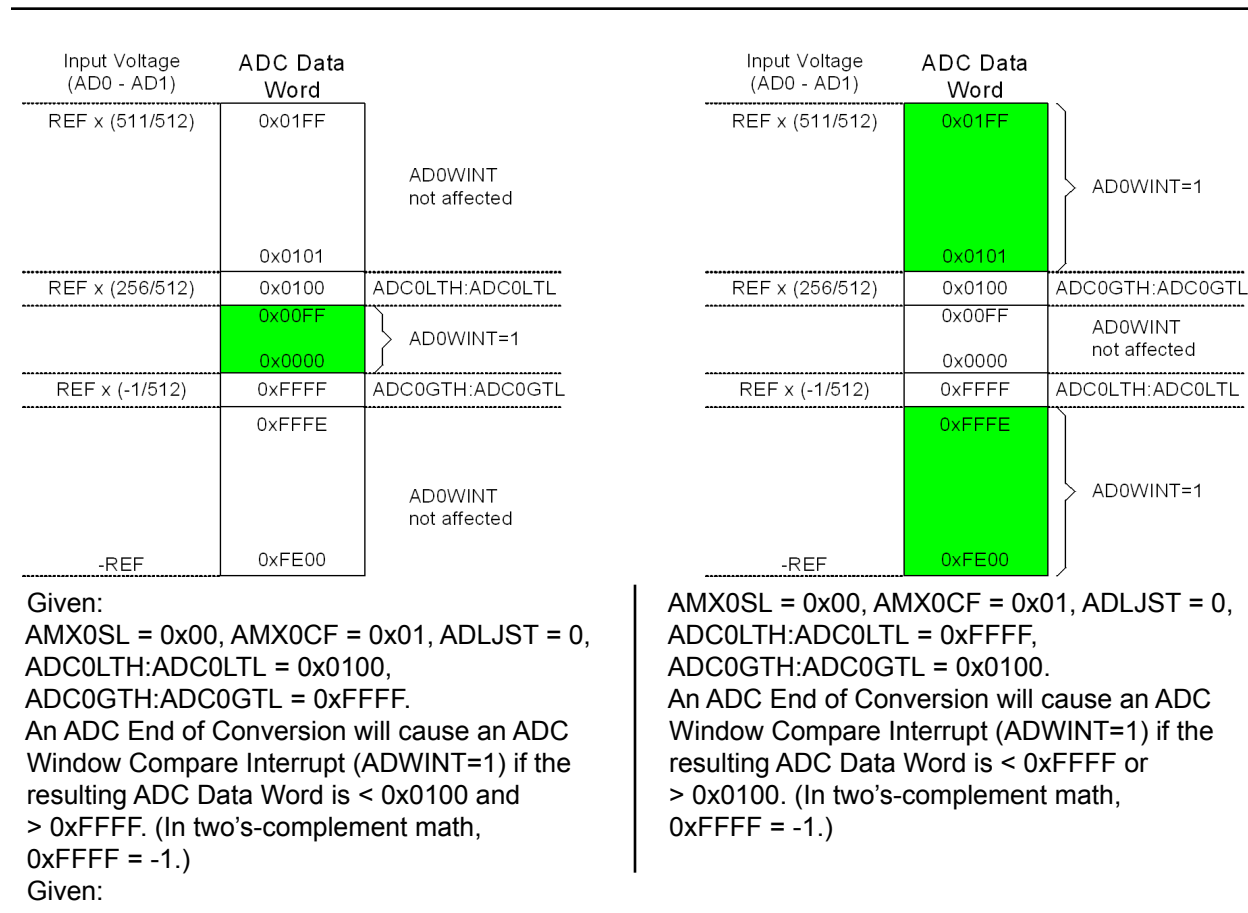 Input Voltage
(AD0 - AD1)
ADC Data
Word
REF x (511/512)
0x01FF
AD0WINT
not affected
0x0101
REF x (256/512)
0x0100
ADC0LTH:ADC0LTL
0x00FF
AD0WINT=1
0x0000
REF x (-1/512)
0xFFFF
ADC0GTH:ADC0GTL
0xFFFE
AD0WINT
not affected
-REF
0xFE00
Given:
AMX0SL = 0x00, AMX0CF = 0x01, ADLJST = 0,
ADC0LTH:ADC0LTL = 0x0100,
ADC0GTH:ADC0GTL = 0xFFFF.
An ADC End of Conversion will cause an ADC
Window Compare Interrupt (ADWINT=1) if the
resulting ADC Data Word is < 0x0100 and
> 0xFFFF. (In two’s-complement math,
0xFFFF = -1.)
Given:
Input Voltage
(AD0 - AD1)
ADC Data
Word
REF x (511/512)
0x01FF
AD0WINT=1
0x0101
REF x (256/512)
0x0100
ADC0GTH:ADC0GTL
0x00FF
AD0WINT
not affected
0x0000
REF x (-1/512)
0xFFFF
ADC0LTH:ADC0LTL
0xFFFE
AD0WINT=1
-REF
0xFE00
AMX0SL = 0x00, AMX0CF = 0x01, ADLJST = 0,
ADC0LTH:ADC0LTL = 0xFFFF,
ADC0GTH:ADC0GTL = 0x0100.
An ADC End of Conversion will cause an ADC
Window Compare Interrupt (ADWINT=1) if the
resulting ADC Data Word is < 0xFFFF or
> 0x0100. (In two’s-complement math,
0xFFFF = -1.)